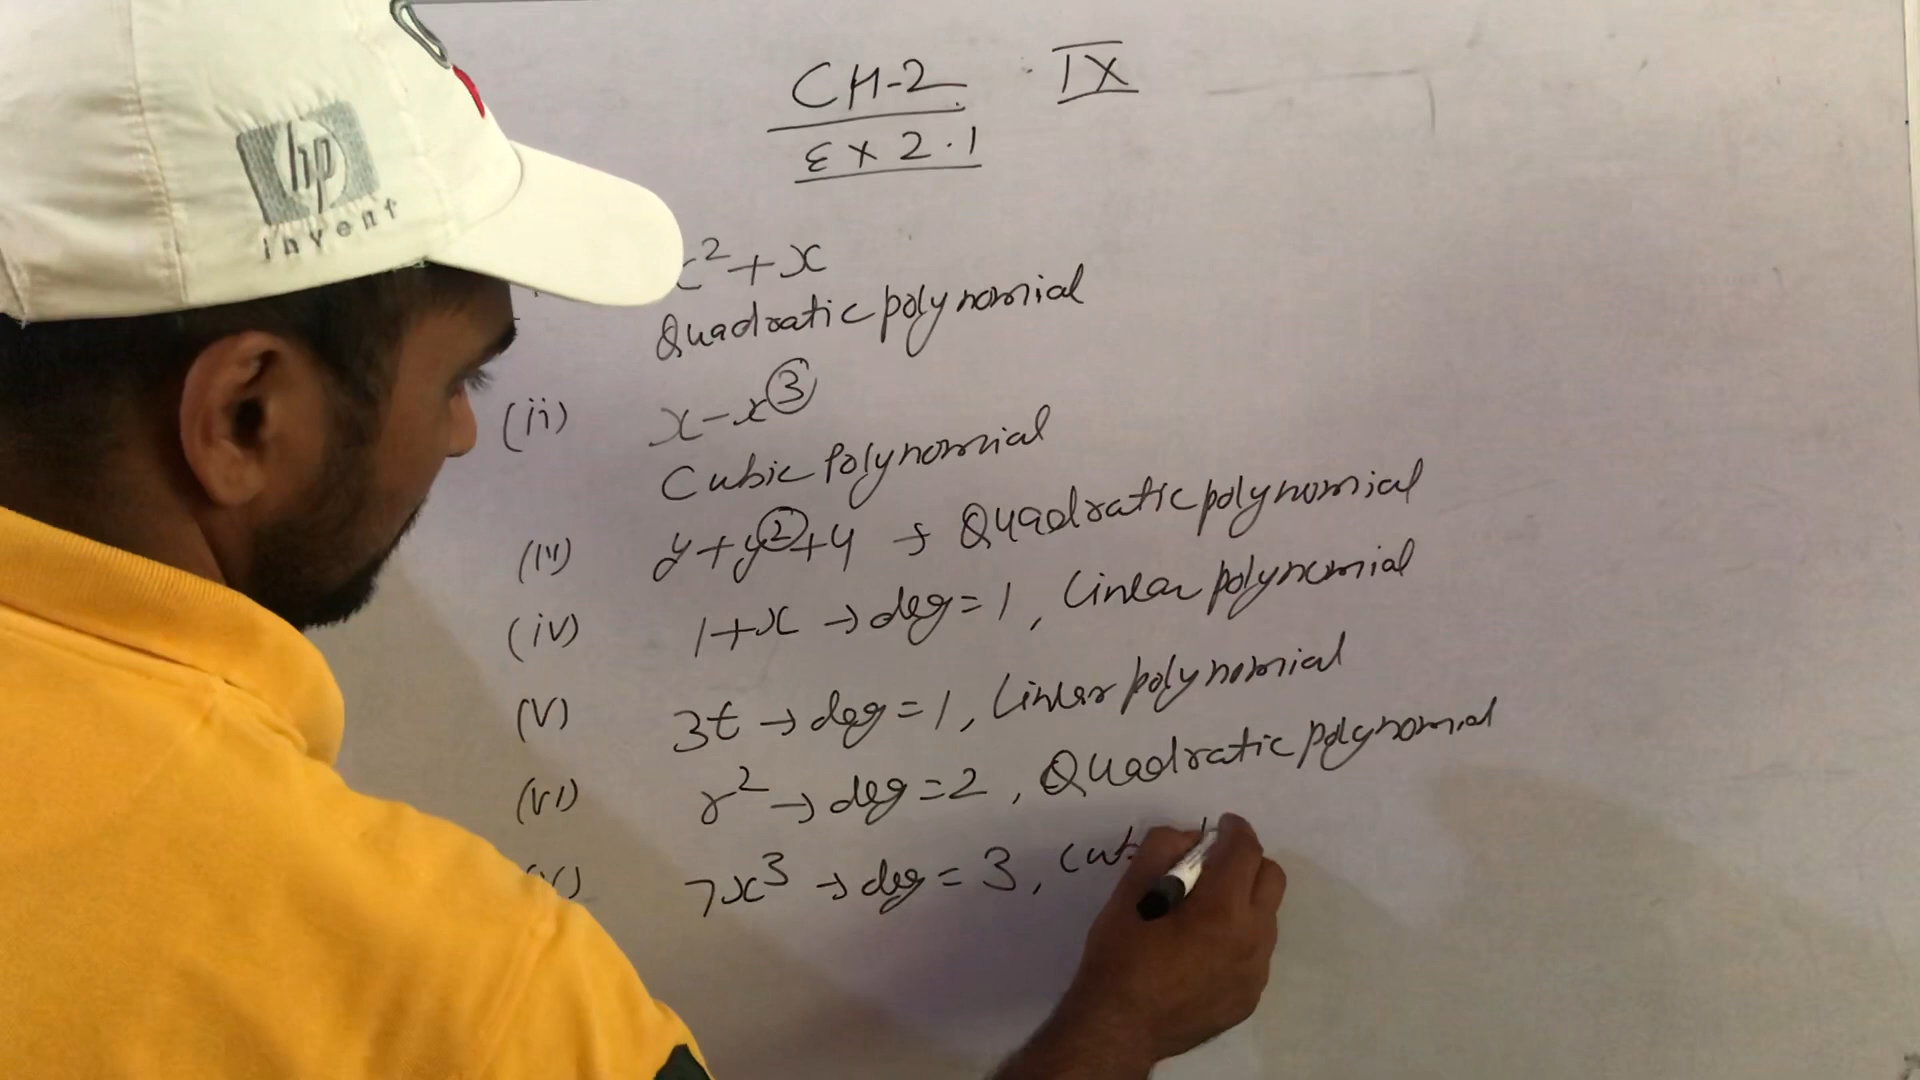 CH-2 IX
EX 2.1
hp
invent
x²+x
Quadratic polynomial
(ii) x-x³
Cubic Polynomial
(iii) y+y²+4 → Quadratic polynomial
(iv) 1+x → deg=1, Linear polynomial
(v) 3t → deg=1, Linear polynomial
(vi) r² → deg=2, Quadratic polynomial
7x³ → deg=3, Cub